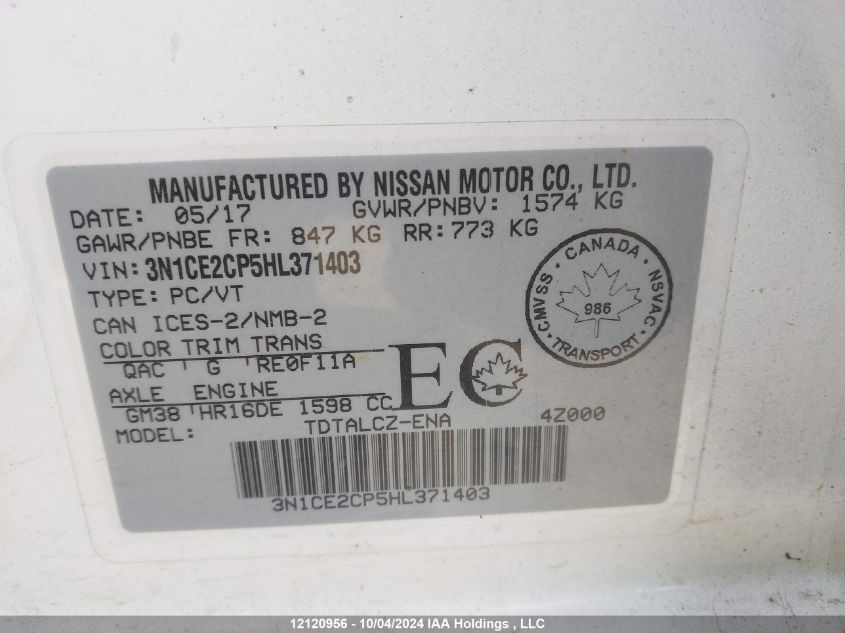 MANUFACTURED BY NISSAN MOTOR CO., LTD.
DATE: 05/17 GVWR/PNBV: 1574 KG
GAWR/PNBE FR: 847 KG RR: 773 KG
VIN: 3N1CE2CP5HL371403
TYPE: PC/VT
CAN ICES-2/NMB-2
COLOR TRIM TRANS
QAC G RE0F11A
AXLE ENGINE
GM38 HR16DE 1598 CC
MODEL: TDTALCZ-ENA 4Z000
EC
CANADA
CMVSS
NSVAC
986
TRANSPORT
3N1CE2CP5HL371403
12120956 - 10/04/2024 IAA Holdings , LLC